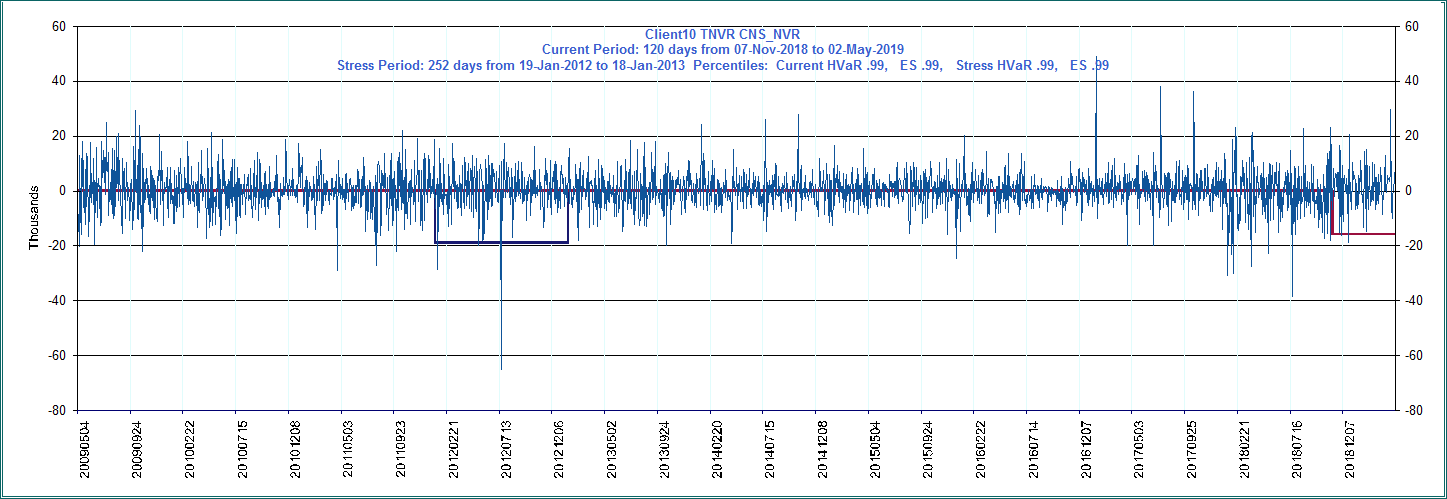 Client10 TNVR CNS_NVR
Current Period: 120 days from 07-Nov-2018 to 02-May-2019
Stress Period: 252 days from 19-Jan-2012 to 18-Jan-2013 Percentiles: Current HVaR .99, ES .99, Stress HVaR .99, ES .99
60 60
40 40
20 20
0 0
-20 -20
-40 -40
-60 -60
-80 -80
Thousands
20090504 20090924 20100222 20100715 20101208 20110503 20110923 20120221 20120713 20121206 20130502 20130924 20140220 20140715 20141208 20150504 20150924 20160222 20160714 20161207 20170503 20170925 20180221 20180716 20181207